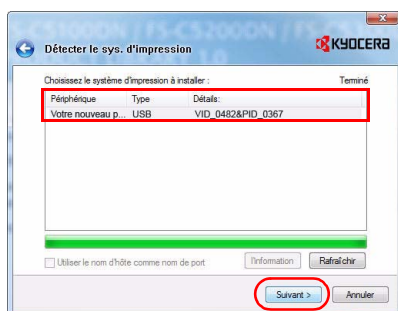 Détecter le sys. d'impression
KYOCERA
Choisissez le système d'impression à installer :
Terminé
Périphérique Type Détails:
Votre nouveau p... USB VID_0482&PID_0367
Utiliser le nom d'hôte comme nom de port
l'information Rafraîchir
Suivant > Annuler